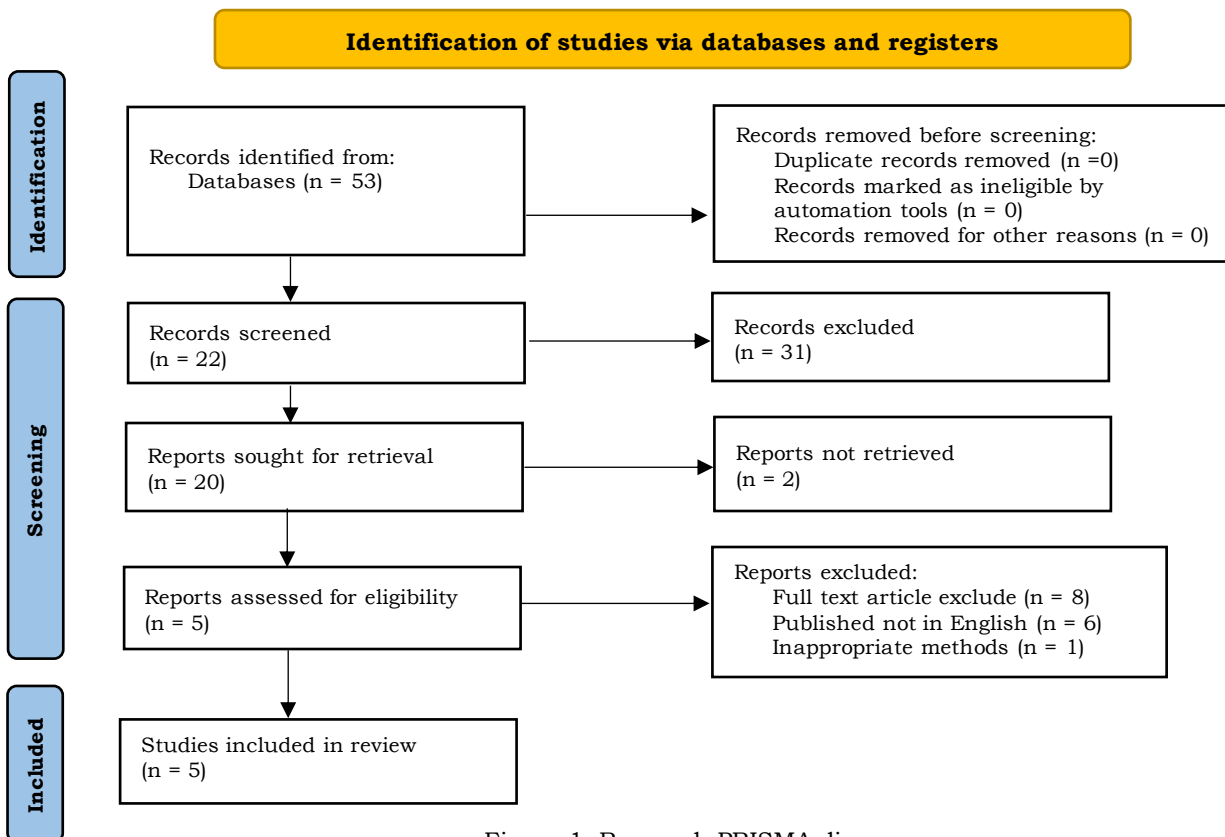 Identification of studies via databases and registers
Identification
Records identified from:
Databases (n = 53)
Records removed before screening:
Duplicate records removed (n =0)
Records marked as ineligible by
automation tools (n = 0)
Records removed for other reasons (n = 0)
Screening
Records screened
(n = 22)
Records excluded
(n = 31)
Reports sought for retrieval
(n = 20)
Reports not retrieved
(n = 2)
Reports assessed for eligibility
(n = 5)
Reports excluded:
Full text article exclude (n = 8)
Published not in English (n = 6)
Inappropriate methods (n = 1)
Included
Studies included in review
(n = 5)
Figure 1. Research PRISMA